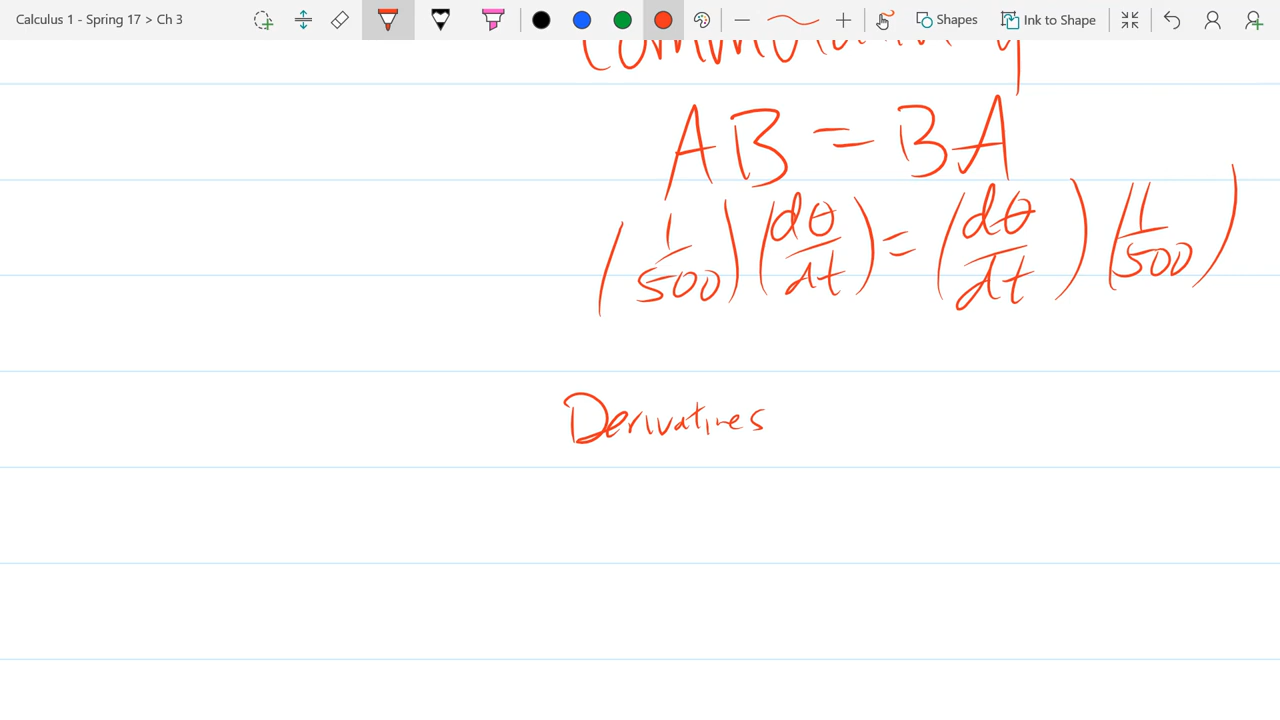 Calculus 1 - Spring 17 > Ch 3
Shapes
Ink to Shape
Commutativity
AB = BA
(1/500)(dθ/dt) = (dθ/dt)(1/500)
Derivatives